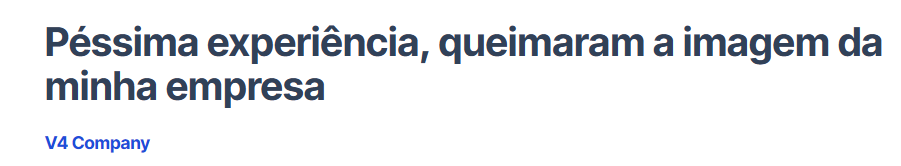 Péssima experiência, queimaram a imagem da
minha empresa
V4 Company